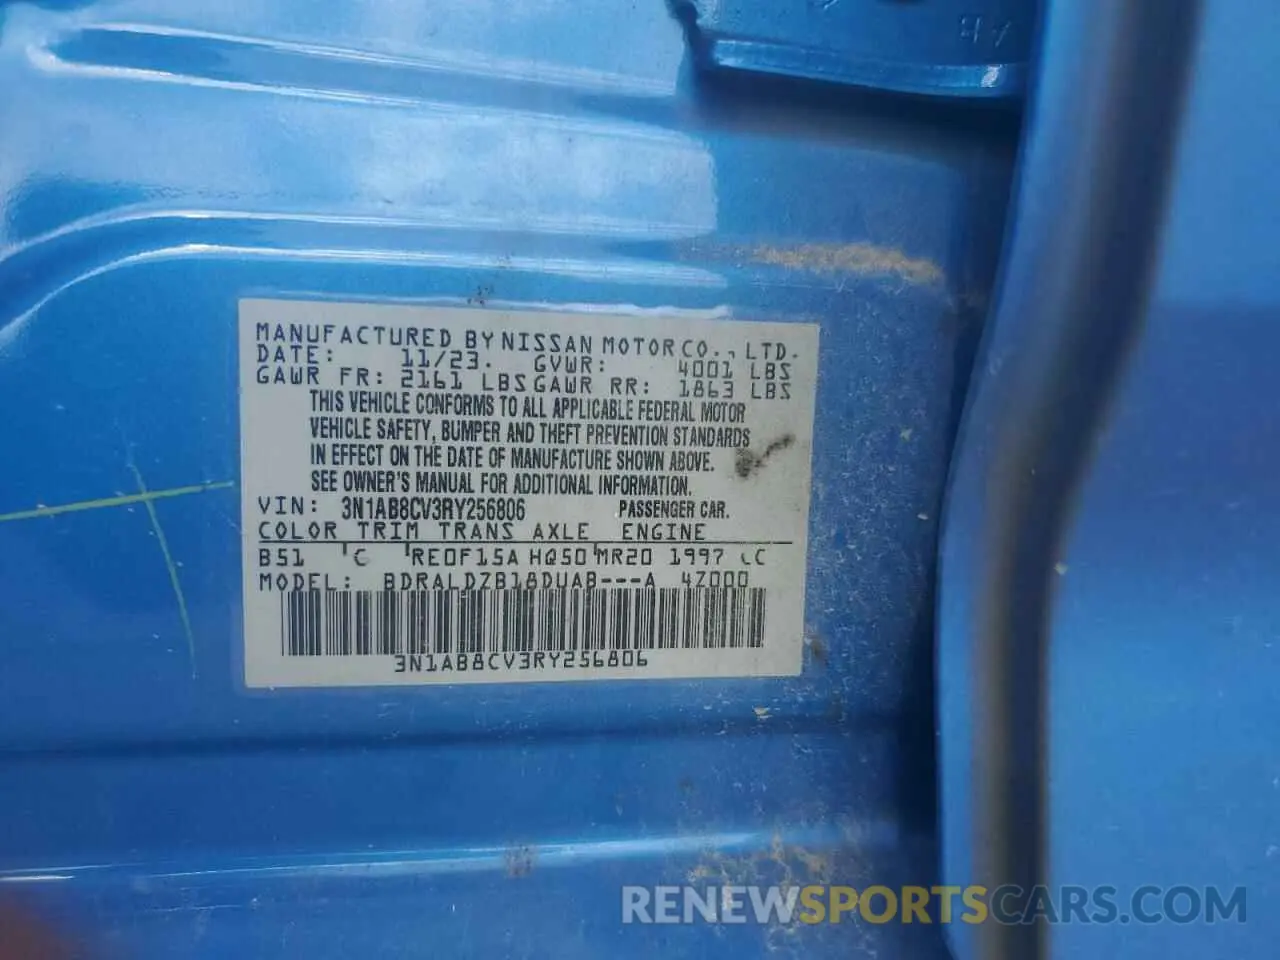 MANUFACTURED BY NISSAN MOTOR CO., LTD.
DATE: 11/23. GVWR: 4001 LBS
GAWR FR: 2161 LBS GAWR RR: 1863 LBS
THIS VEHICLE CONFORMS TO ALL APPLICABLE FEDERAL MOTOR
VEHICLE SAFETY, BUMPER AND THEFT PREVENTION STANDARDS
IN EFFECT ON THE DATE OF MANUFACTURE SHOWN ABOVE.
SEE OWNER'S MANUAL FOR ADDITIONAL INFORMATION.
VIN: 3N1AB8CV3RY256806 PASSENGER CAR.
COLOR TRIM TRANS AXLE ENGINE
B51 C RE0F15A HQ50 MR20 1997 CC
MODEL: BDRALDZB18DUAB---A 4Z000
3N1AB8CV3RY256806
RENEWSPORTSCARS.COM